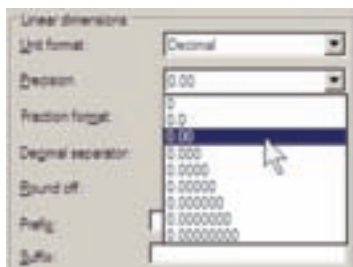 Linear dimensions
Unit format: Decimal
Precision 0.00
0
Fraction format: 0.0
0.00
Decimal separator: 0.000
0.0000
Round off: 0.00000
0.000000
Prefix: 0.0000000
0.00000000
Suffix: